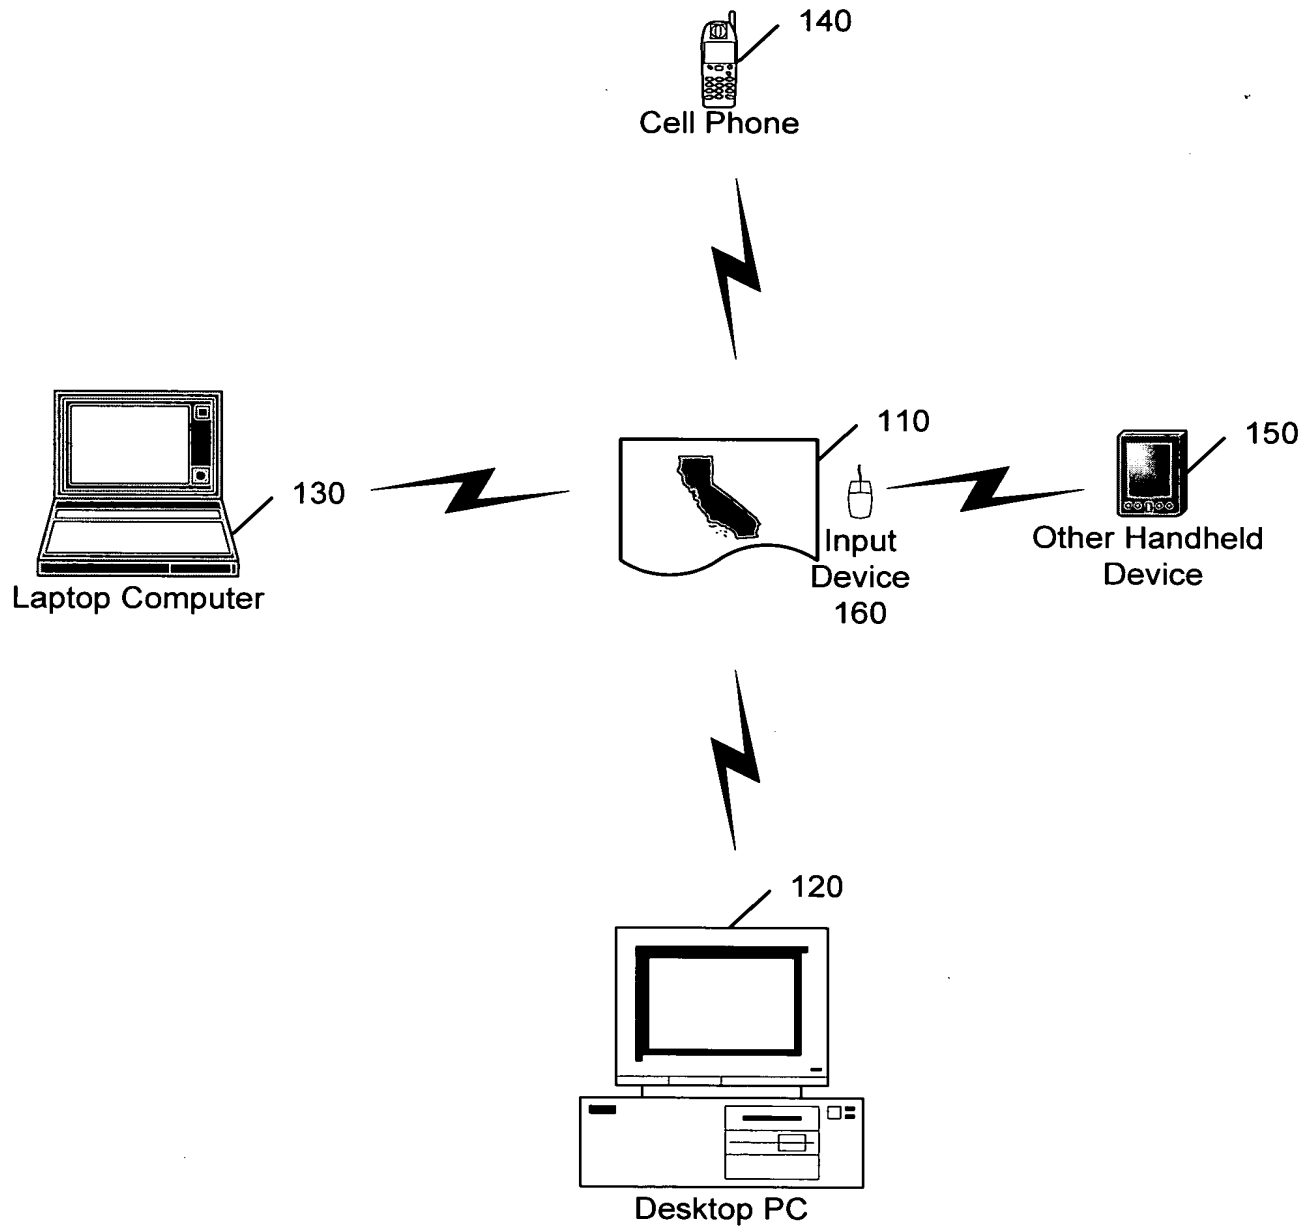 140
Cell Phone
110
150
130
Input
Device
160
Other Handheld
Device
Laptop Computer
120
Desktop PC